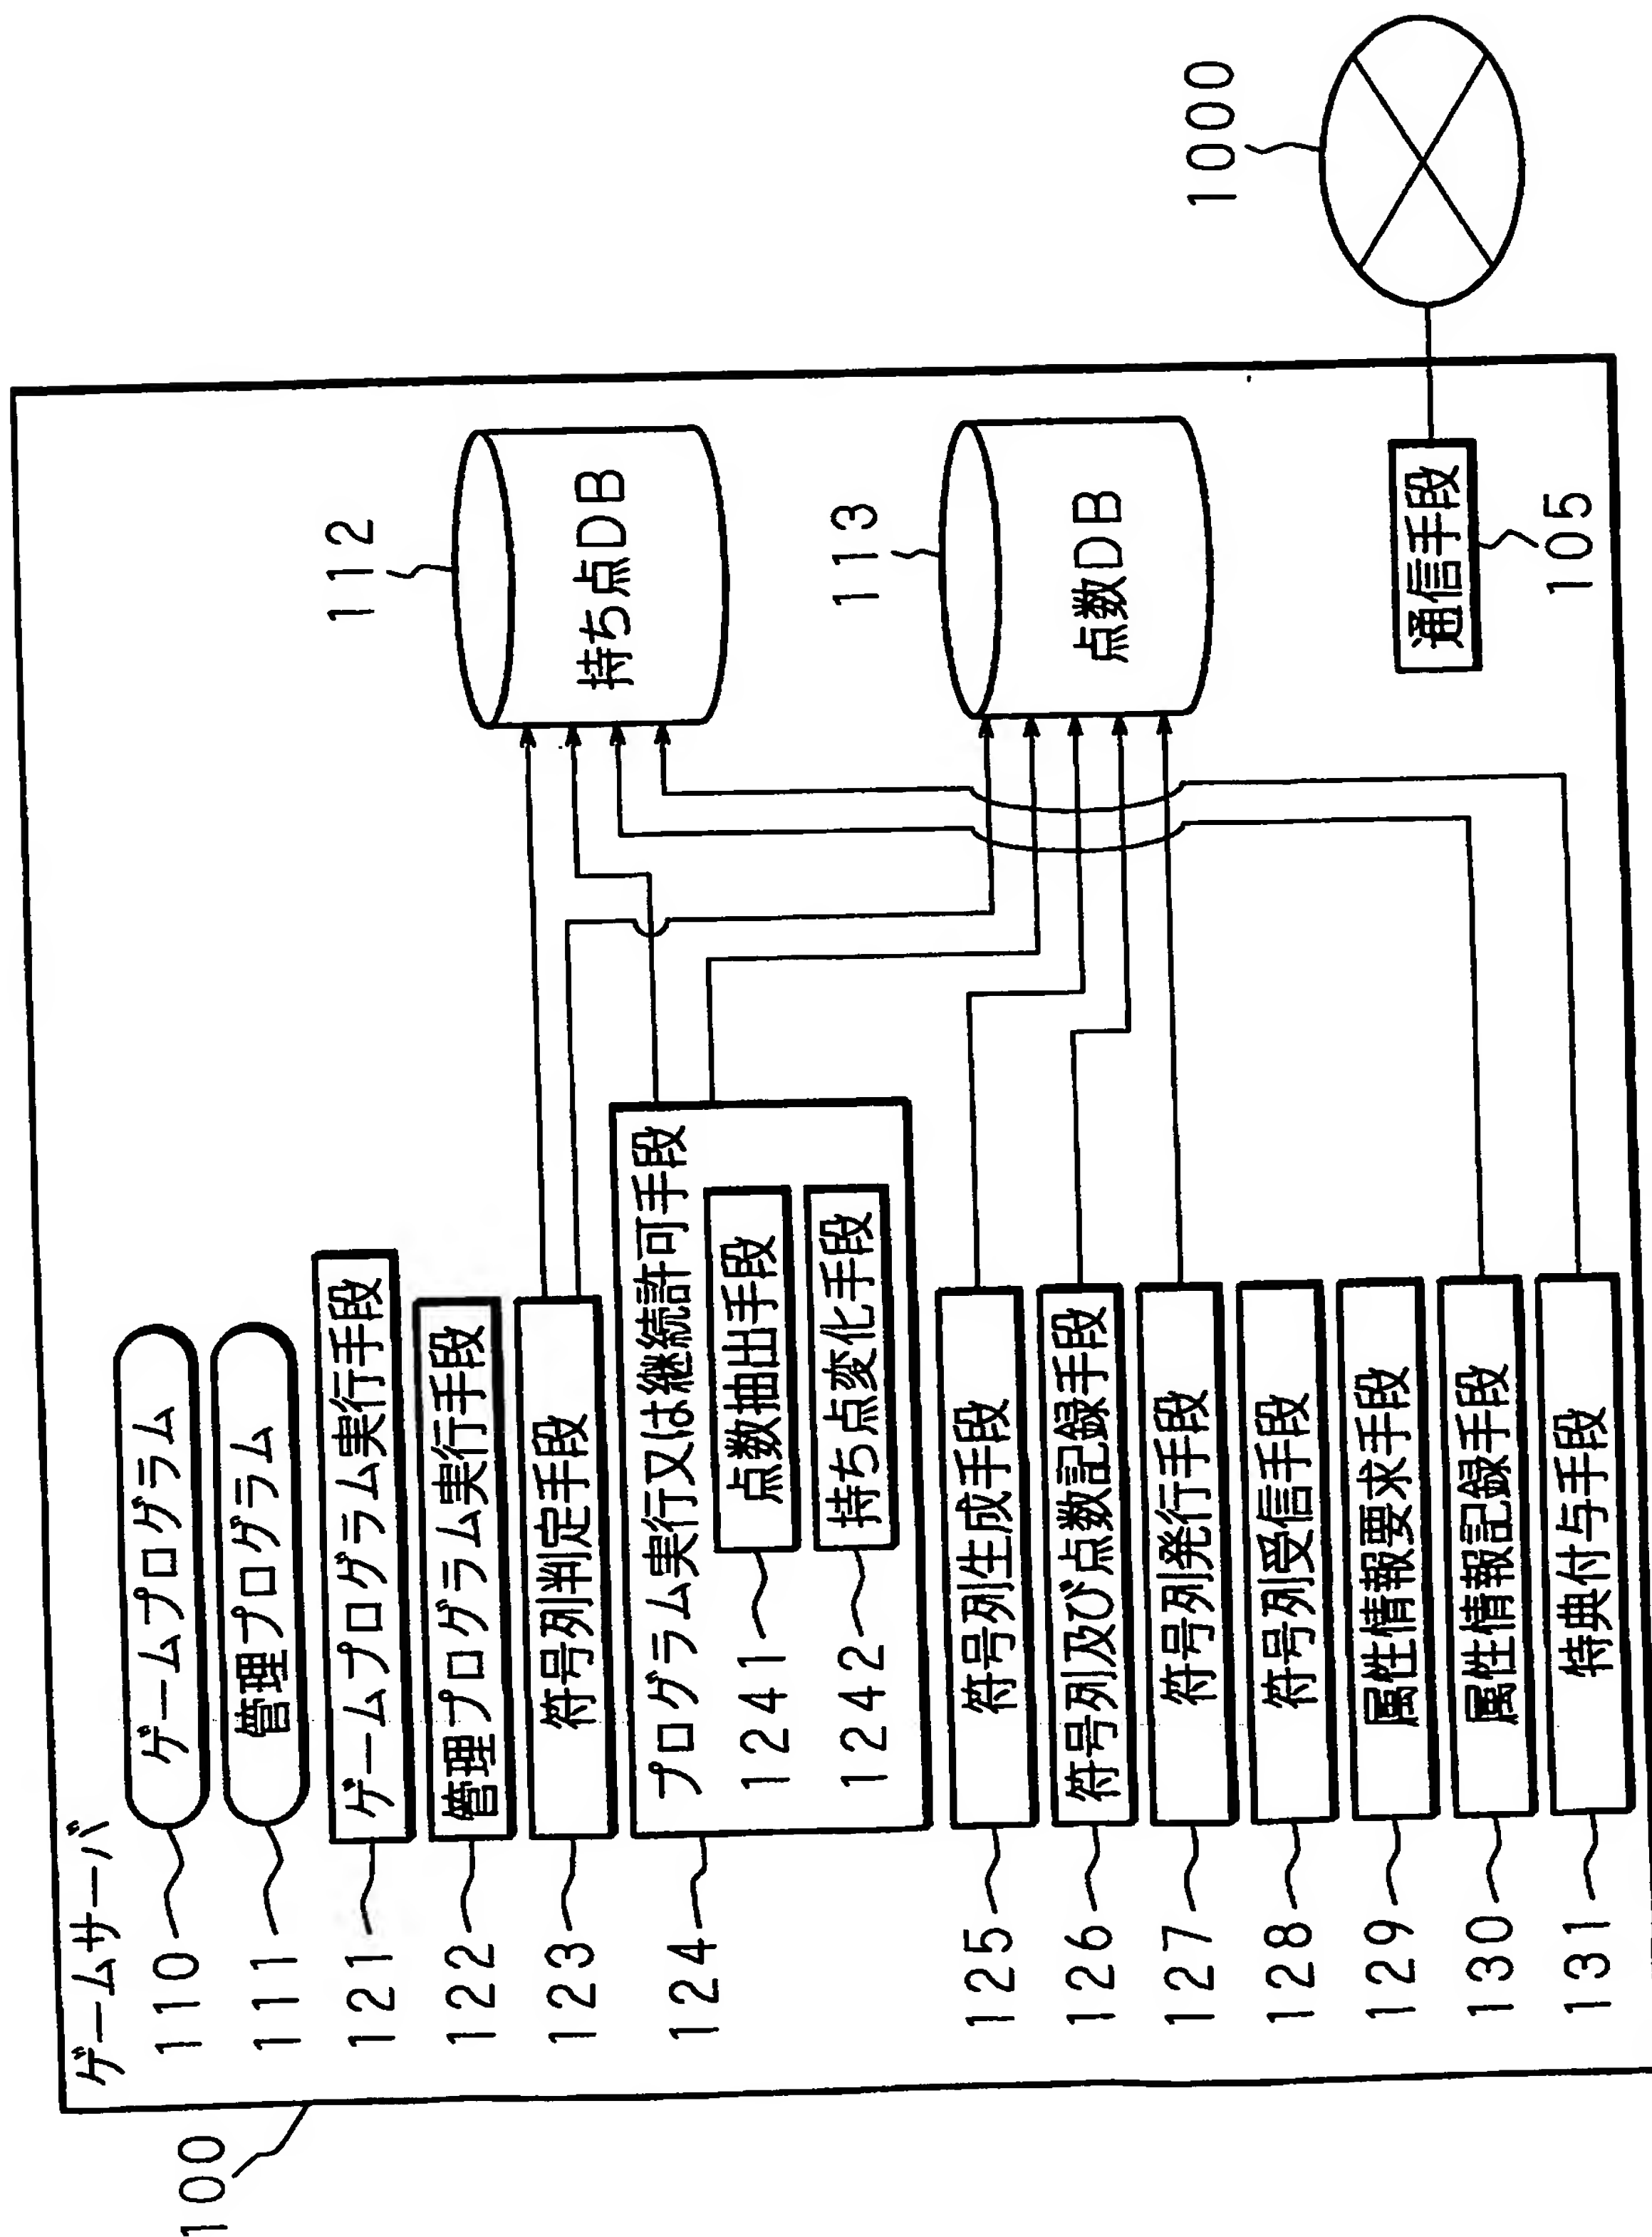 100
ゲームサーバ
110
ゲームプログラム
111
管理プログラム
121
ゲームプログラム実行手段
122
管理プログラム実行手段
123
符号列判定手段
124
プログラム実行又は継続許可手段
1241
点数抽出手段
1242
持ち点変化手段
125
符号列生成手段
126
符号列及び点数記録手段
127
符号列発行手段
128
符号列受信手段
129
属性情報要求手段
130
属性情報記録手段
131
特典付与手段
112
持ち点DB
113
点数DB
通信手段
105
1000